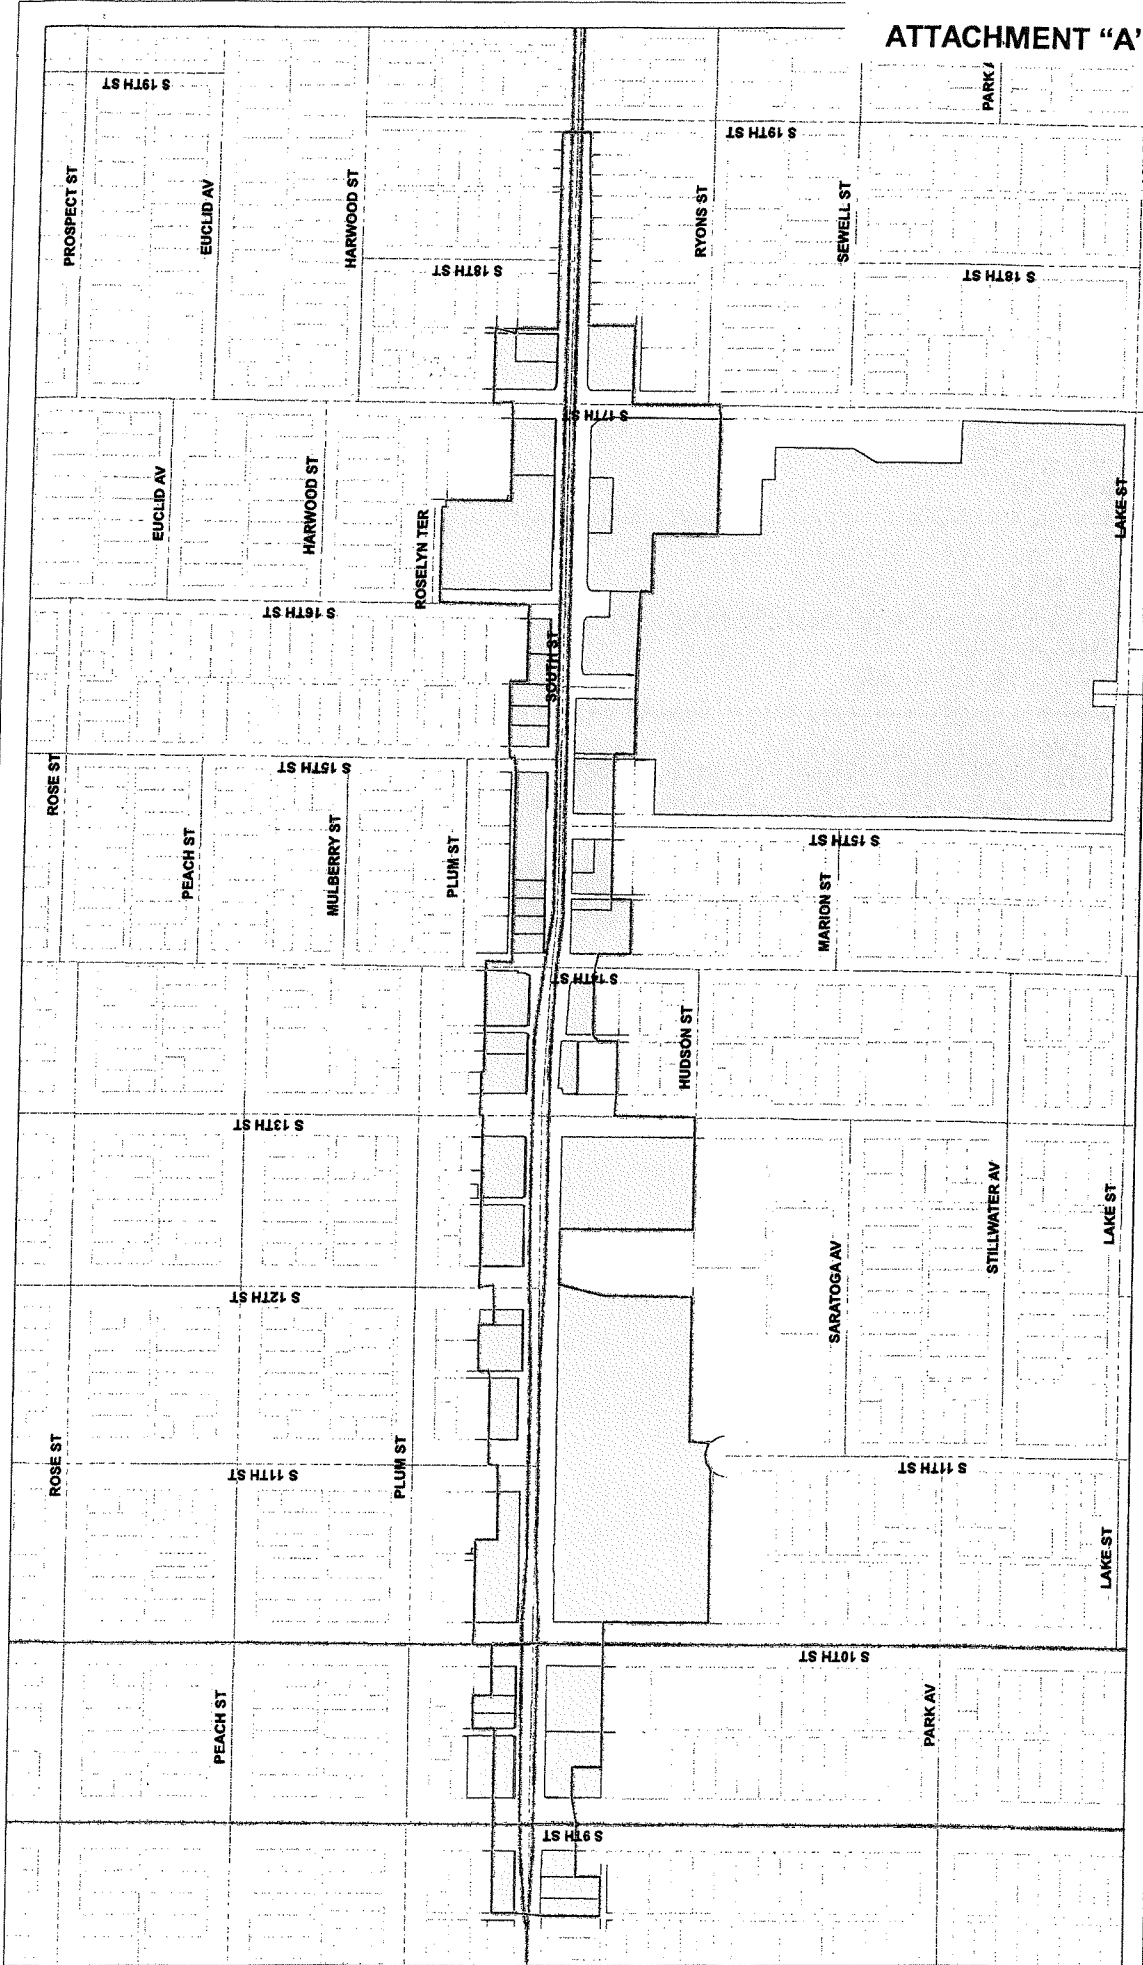 ATTACHMENT “A’
PARK A
S 19TH ST
S 19TH ST
PROSPECT ST
EUCLID AV
HARWOOD ST
RYONS ST
SEWELL ST
S 18TH ST
S 18TH ST
S 17TH ST
EUCLID AV
HARWOOD ST
ROSELYN TER
LAKE ST
S 16TH ST
SOUTH ST
ROSE ST
S 15TH ST
PEACH ST
MULBERRY ST
PLUM ST
S 15TH ST
MARION ST
S 14TH ST
HUDSON ST
S 13TH ST
STILLWATER AV
LAKE ST
S 12TH ST
SARATOGA AV
ROSE ST
S 11TH ST
PLUM ST
S 11TH ST
LAKE ST
S 10TH ST
PEACH ST
PARK AV
S 9TH ST